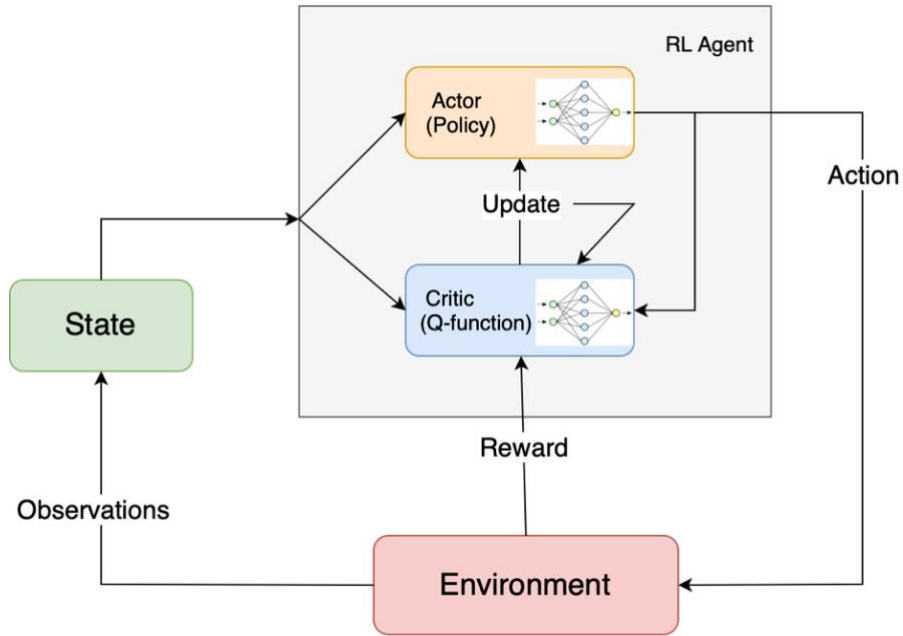 RL Agent
Actor
(Policy)
Action
Update
Critic
(Q-function)
State
Reward
Observations
Environment